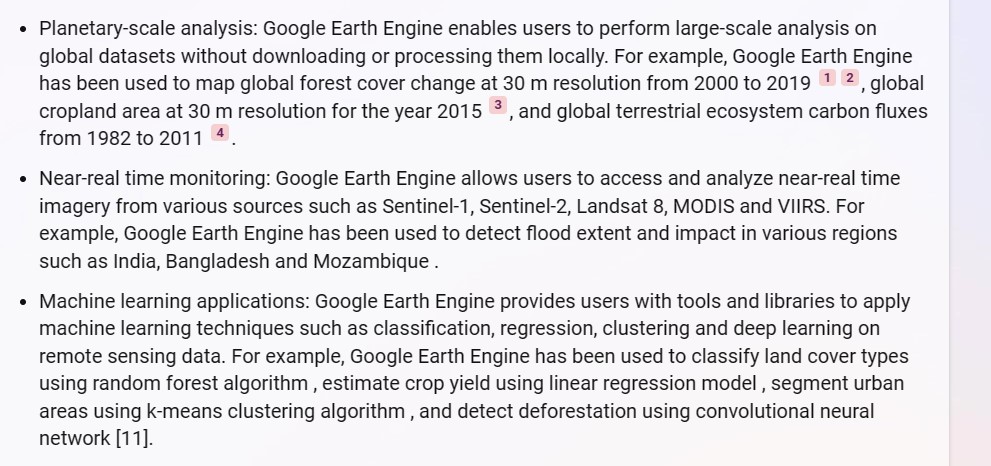 • Planetary-scale analysis: Google Earth Engine enables users to perform large-scale analysis on
global datasets without downloading or processing them locally. For example, Google Earth Engine
has been used to map global forest cover change at 30 m resolution from 2000 to 2019 1 2 , global
cropland area at 30 m resolution for the year 2015 3 , and global terrestrial ecosystem carbon fluxes
from 1982 to 2011 4 .
• Near-real time monitoring: Google Earth Engine allows users to access and analyze near-real time
imagery from various sources such as Sentinel-1, Sentinel-2, Landsat 8, MODIS and VIIRS. For
example, Google Earth Engine has been used to detect flood extent and impact in various regions
such as India, Bangladesh and Mozambique .
• Machine learning applications: Google Earth Engine provides users with tools and libraries to apply
machine learning techniques such as classification, regression, clustering and deep learning on
remote sensing data. For example, Google Earth Engine has been used to classify land cover types
using random forest algorithm , estimate crop yield using linear regression model , segment urban
areas using k-means clustering algorithm , and detect deforestation using convolutional neural
network [11].